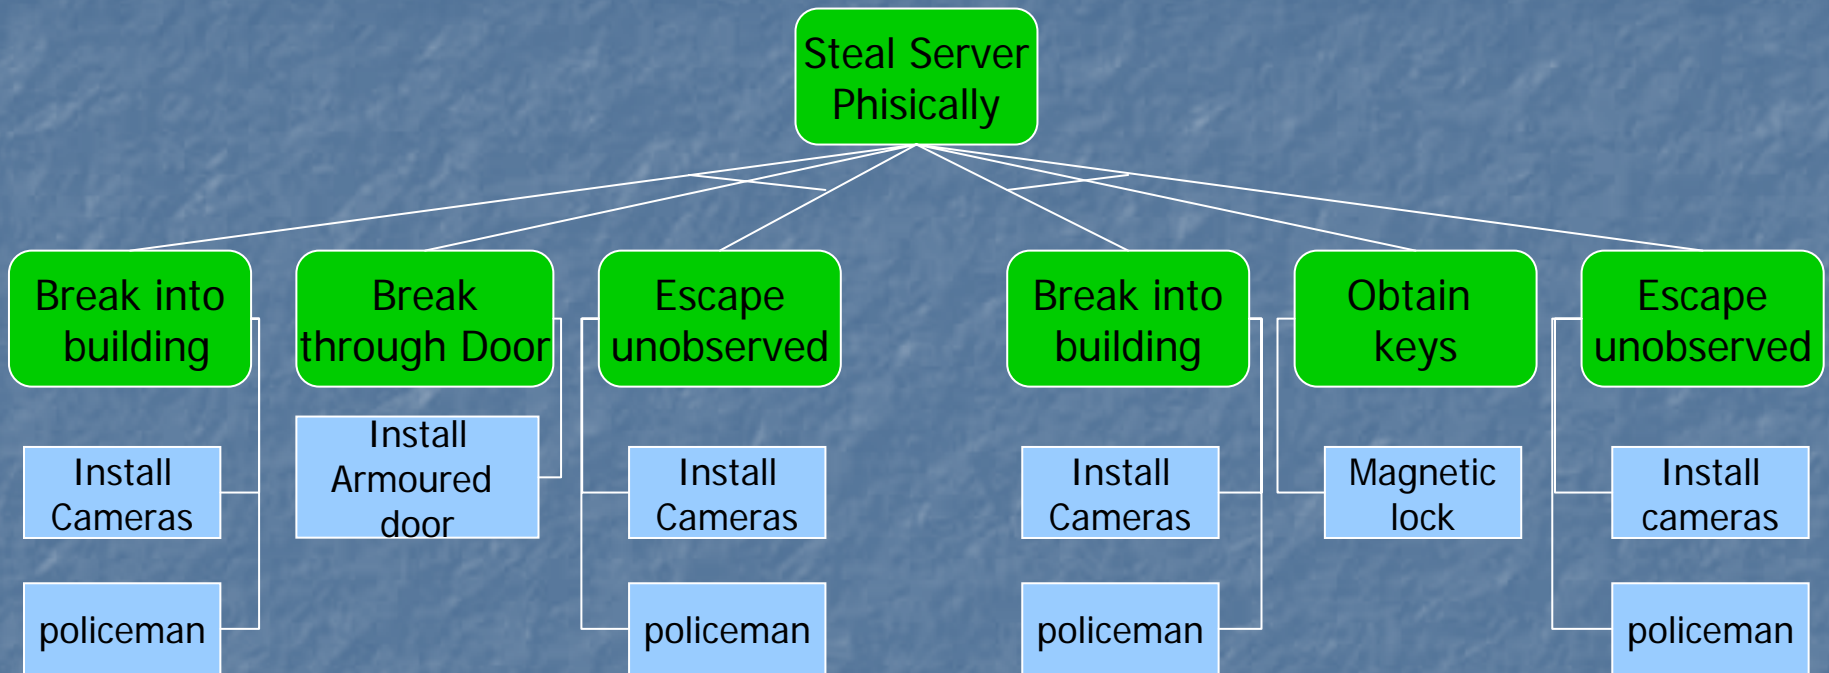 Steal Server
Phisically
Break into
building
Break
through Door
Escape
unobserved
Break into
building
Obtain
keys
Escape
unobserved
Install
Cameras
Install
Armoured
door
Install
Cameras
Install
Cameras
Magnetic
lock
Install
cameras
policeman
policeman
policeman
policeman